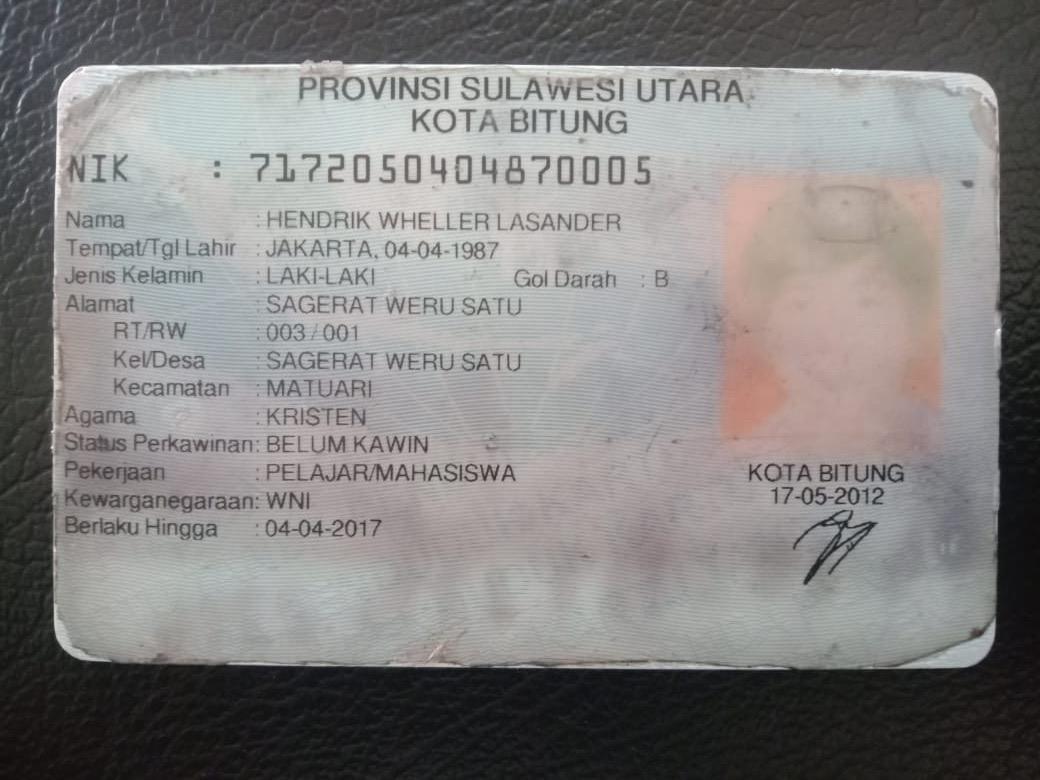 PROVINSI SULAWESI UTARA
KOTA BITUNG
NIK : 7172050404870005
Nama : HENDRIK WHELLER LASANDER
Tempat/Tgl Lahir : JAKARTA, 04-04-1987
Jenis Kelamin : LAKI-LAKI Gol Darah : B
Alamat : SAGERAT WERU SATU
RT/RW : 003 / 001
Kel/Desa : SAGERAT WERU SATU
Kecamatan : MATUARI
Agama : KRISTEN
Status Perkawinan: BELUM KAWIN
Pekerjaan : PELAJAR/MAHASISWA
Kewarganegaraan: WNI
Berlaku Hingga : 04-04-2017
KOTA BITUNG
17-05-2012